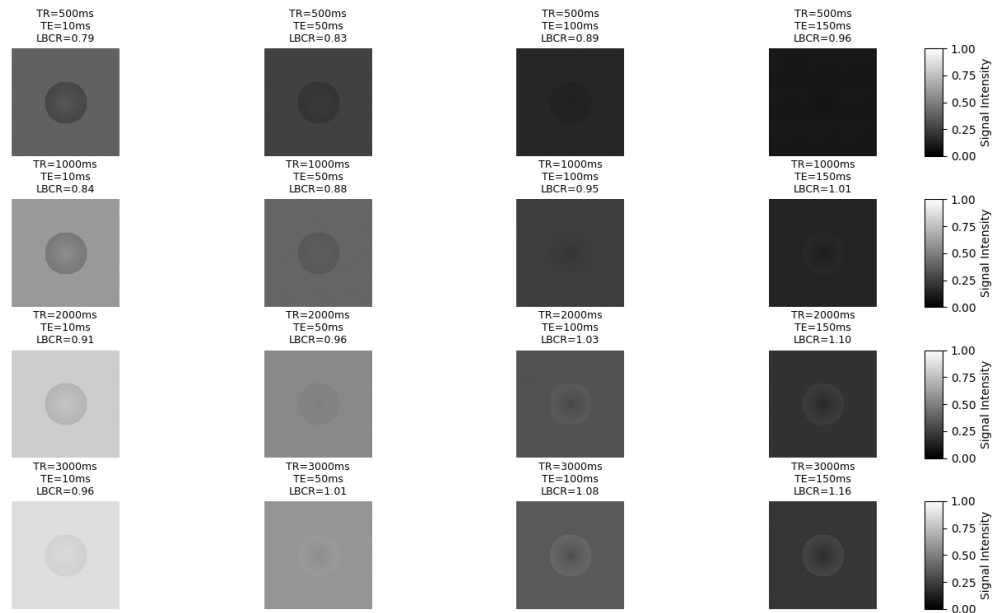 TR=500ms
TE=10ms
LBCR=0.79
TR=500ms
TE=50ms
LBCR=0.83
TR=500ms
TE=100ms
LBCR=0.89
TR=500ms
TE=150ms
LBCR=0.96
1.00
0.75
0.50
0.25
0.00
Signal Intensity
TR=1000ms
TE=10ms
LBCR=0.84
TR=1000ms
TE=50ms
LBCR=0.88
TR=1000ms
TE=100ms
LBCR=0.95
TR=1000ms
TE=150ms
LBCR=1.01
1.00
0.75
0.50
0.25
0.00
Signal Intensity
TR=2000ms
TE=10ms
LBCR=0.91
TR=2000ms
TE=50ms
LBCR=0.96
TR=2000ms
TE=100ms
LBCR=1.03
TR=2000ms
TE=150ms
LBCR=1.10
1.00
0.75
0.50
0.25
0.00
Signal Intensity
TR=3000ms
TE=10ms
LBCR=0.96
TR=3000ms
TE=50ms
LBCR=1.01
TR=3000ms
TE=100ms
LBCR=1.08
TR=3000ms
TE=150ms
LBCR=1.16
1.00
0.75
0.50
0.25
0.00
Signal Intensity